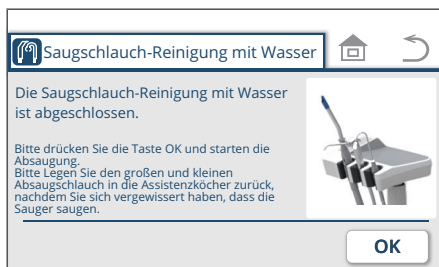 Saugschlauch-Reinigung mit Wasser
Die Saugschlauch-Reinigung mit Wasser
ist abgeschlossen.
Bitte drücken Sie die Taste OK und starten die
Absaugung.
Bitte Legen Sie den großen und kleinen
Absaugschlauch in die Assistenzköcher zurück,
nachdem Sie sich vergewissert haben, dass die
Sauger saugen.
OK